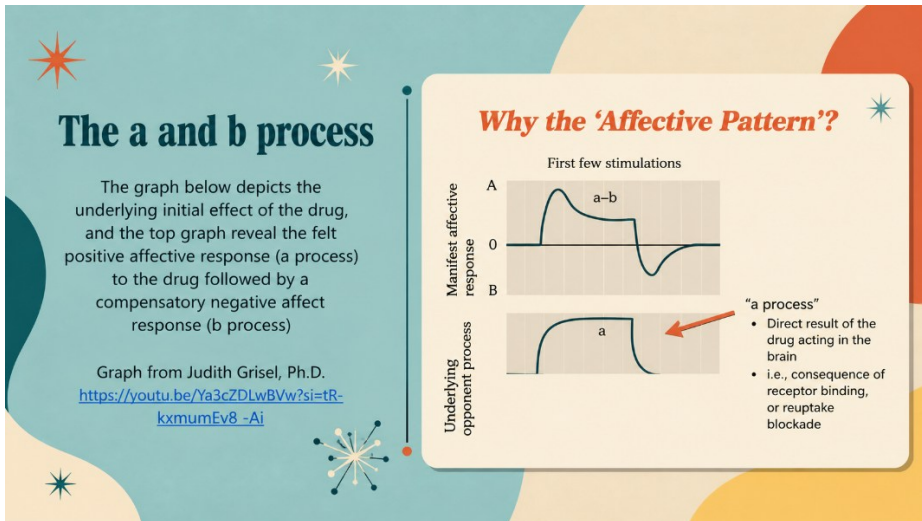 The a and b process
The graph below depicts the
underlying initial effect of the drug,
and the top graph reveal the felt
positive affective response (a process)
to the drug followed by a
compensatory negative affect
response (b process)
Graph from Judith Grisel, Ph.D.
https://youtu.be/Ya3cZDLwBVw?si=tR-
kxmumEv8 -Ai
Why the ‘Affective Pattern’?
First few stimulations
Manifest affective
response
A
0
B
a–b
Underlying
opponent process
a
“a process”
• Direct result of the
drug acting in the
brain
• i.e., consequence of
receptor binding,
or reuptake
blockade